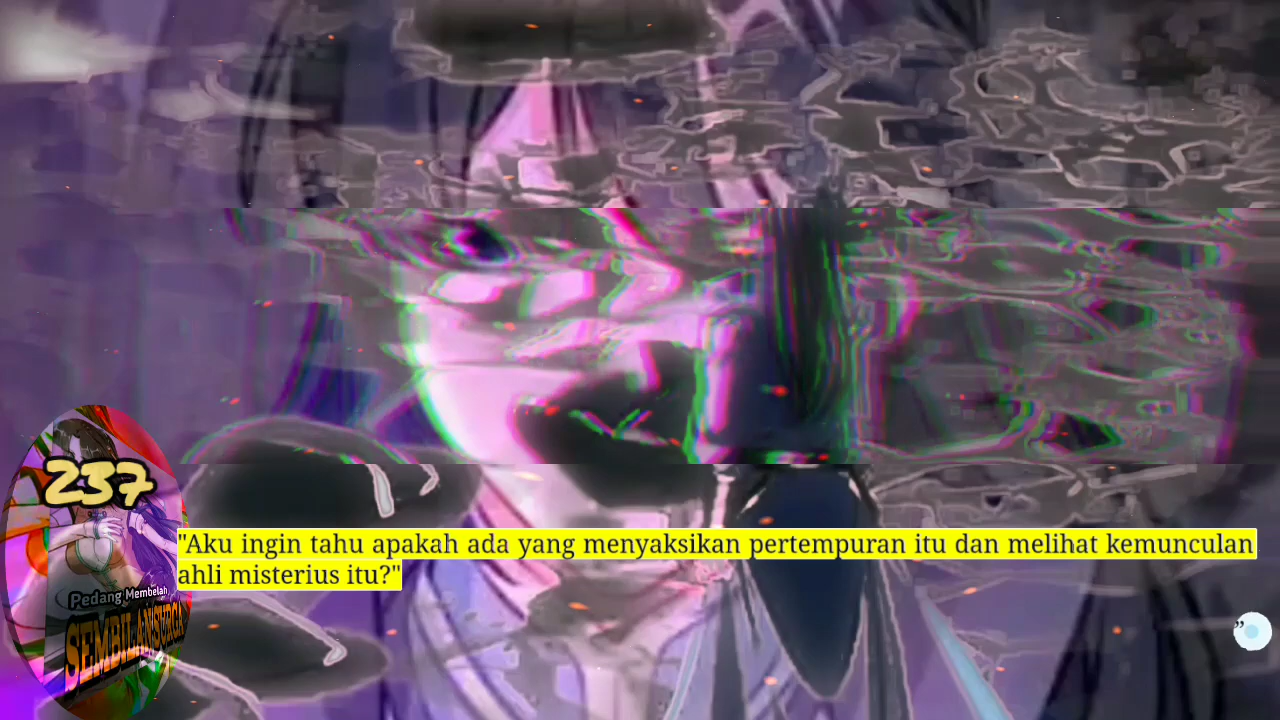 237
Pedang Membelah
SEMBILAN SURGA
"Aku ingin tahu apakah ada yang menyaksikan pertempuran itu dan melihat kemunculan
ahli misterius itu?"